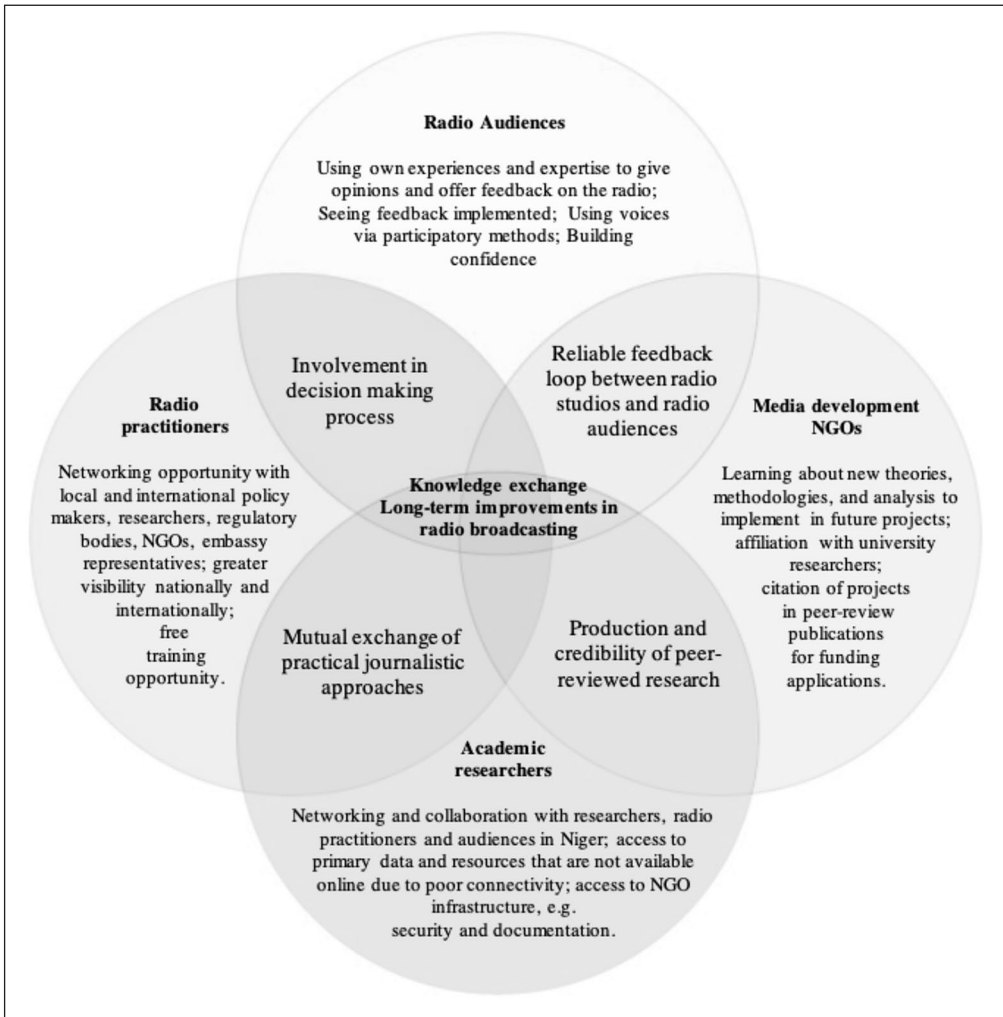 Radio Audiences
Using own experiences and expertise to give
opinions and offer feedback on the radio;
Seeing feedback implemented; Using voices
via participatory methods; Building
confidence
Involvement in
decision making
process
Reliable feedback
loop between radio
studios and radio
audiences
Radio
practitioners
Networking opportunity with
local and international policy
makers, researchers, regulatory
bodies, NGOs, embassy
representatives; greater
visibility nationally and
internationally;
free
training
opportunity.
Media development
NGOs
Learning about new theories,
methodologies, and analysis to
implement in future projects;
affiliation with university
researchers;
citation of projects
in peer-review
publications
for funding
applications.
Knowledge exchange
Long-term improvements in
radio broadcasting
Mutual exchange of
practical journalistic
approaches
Production and
credibility of peer-
reviewed research
Academic
researchers
Networking and collaboration with researchers, radio
practitioners and audiences in Niger; access to
primary data and resources that are not available
online due to poor connectivity; access to NGO
infrastructure, e.g.
security and documentation.